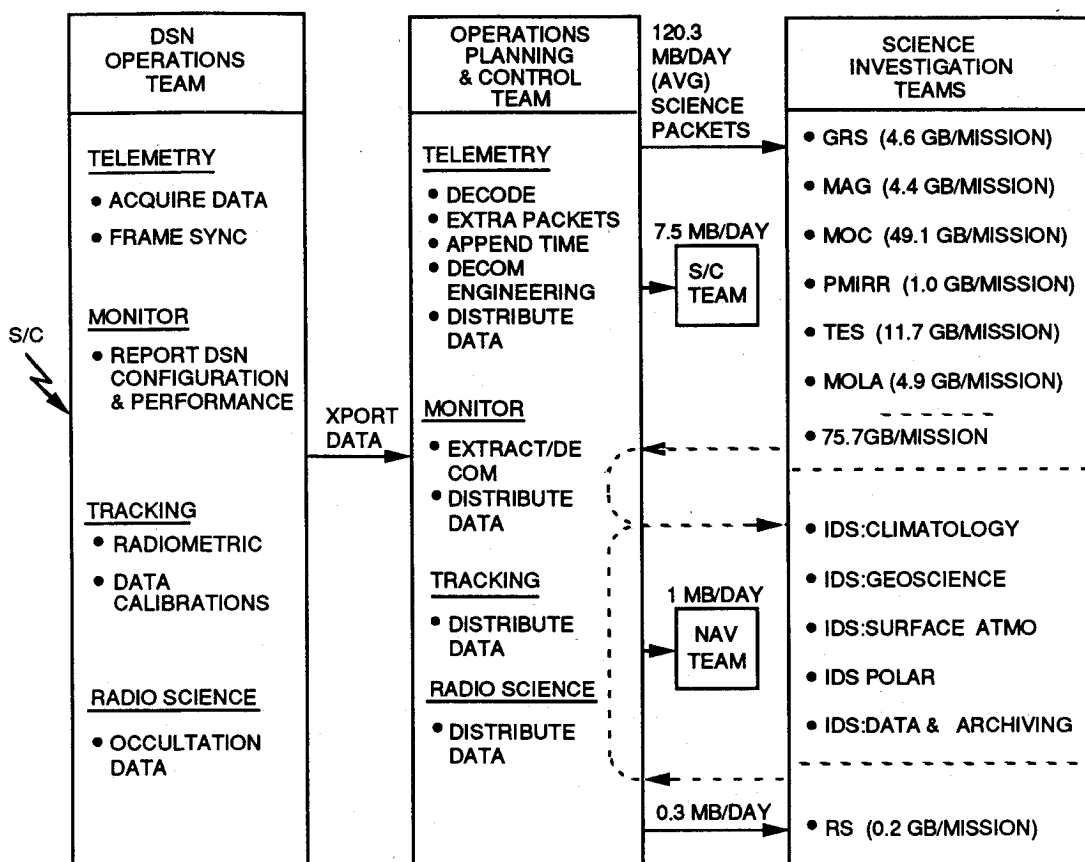 DSN
OPERATIONS
TEAM
TELEMETRY
• ACQUIRE DATA
• FRAME SYNC
MONITOR
• REPORT DSN
CONFIGURATION
& PERFORMANCE
TRACKING
• RADIOMETRIC
• DATA
CALIBRATIONS
RADIO SCIENCE
• OCCULTATION
DATA
S/C
XPORT
DATA
OPERATIONS
PLANNING
& CONTROL
TEAM
TELEMETRY
• DECODE
• EXTRA PACKETS
• APPEND TIME
• DECOM
ENGINEERING
• DISTRIBUTE
DATA
MONITOR
• EXTRACT/DE
COM
• DISTRIBUTE
DATA
TRACKING
• DISTRIBUTE
DATA
RADIO SCIENCE
• DISTRIBUTE
DATA
120.3
MB/DAY
(AVG)
SCIENCE
PACKETS
7.5 MB/DAY
S/C
TEAM
1 MB/DAY
NAV
TEAM
0.3 MB/DAY
SCIENCE
INVESTIGATION
TEAMS
• GRS (4.6 GB/MISSION)
• MAG (4.4 GB/MISSION)
• MOC (49.1 GB/MISSION)
• PMIRR (1.0 GB/MISSION)
• TES (11.7 GB/MISSION)
• MOLA (4.9 GB/MISSION)
• 75.7GB/MISSION
• IDS:CLIMATOLOGY
• IDS:GEOSCIENCE
• IDS:SURFACE ATMO
• IDS POLAR
• IDS:DATA & ARCHIVING
• RS (0.2 GB/MISSION)